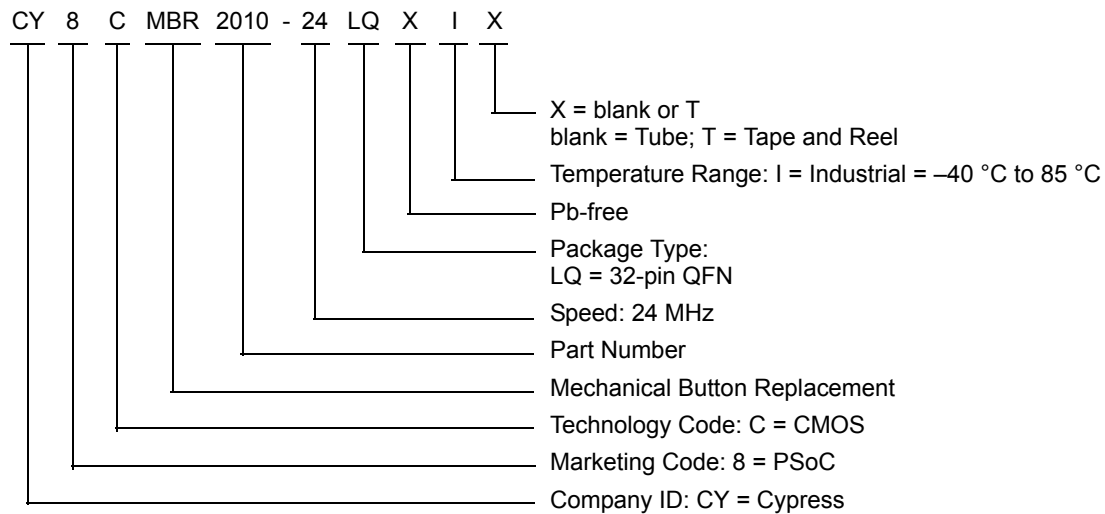 CY 8 C MBR 2010 - 24 LQ X I X
X = blank or T
blank = Tube; T = Tape and Reel
Temperature Range: I = Industrial = –40 °C to 85 °C
Pb-free
Package Type:
LQ = 32-pin QFN
Speed: 24 MHz
Part Number
Mechanical Button Replacement
Technology Code: C = CMOS
Marketing Code: 8 = PSoC
Company ID: CY = Cypress